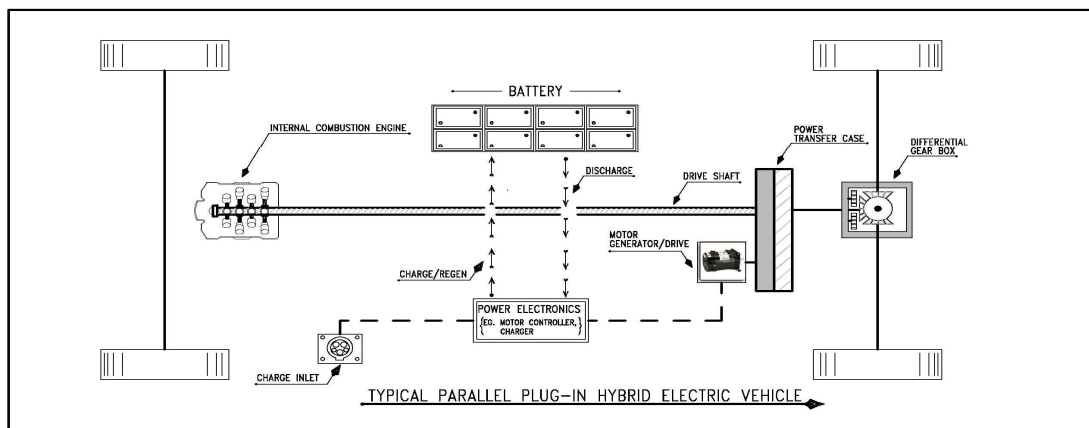 BATTERY
INTERNAL COMBUSTION ENGINE
POWER
TRANSFER CASE
DIFFERENTIAL
GEAR BOX
DISCHARGE
DRIVE SHAFT
MOTOR
GENERATOR/DRIVE
CHARGE/REGEN
POWER ELECTRONICS
{EG. MOTOR CONTROLLER,
CHARGER}
CHARGE INLET
TYPICAL PARALLEL PLUG-IN HYBRID ELECTRIC VEHICLE